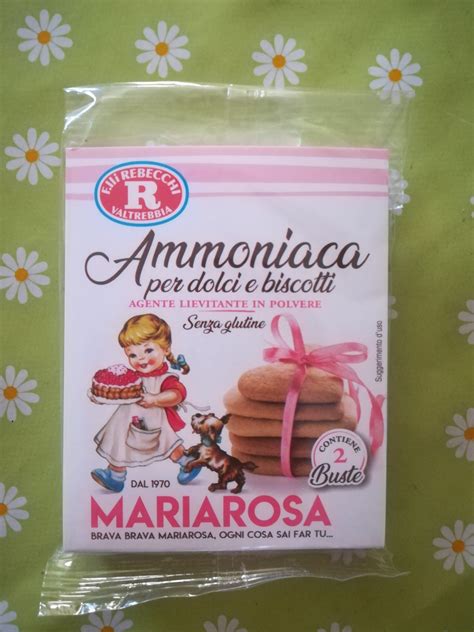 F.lli REBECCHI
R
VALTREBBIA
Ammoniaca
per dolci e biscotti
AGENTE LIEVITANTE IN POLVERE
Senza glutine
Suggerimento d'uso
CONTIENE
2
Buste
DAL 1970
MARIAROSA
BRAVA BRAVA MARIAROSA, OGNI COSA SAI FAR TU...